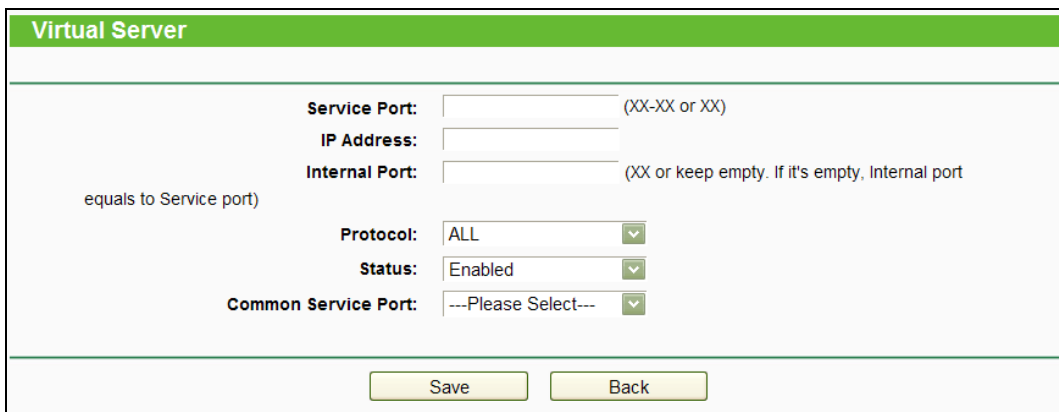 Virtual Server
Service Port: (XX-XX or XX)
IP Address:
Internal Port: (XX or keep empty. If it's empty, Internal port
equals to Service port)
Protocol: ALL
Status: Enabled
Common Service Port: ---Please Select---
Save Back